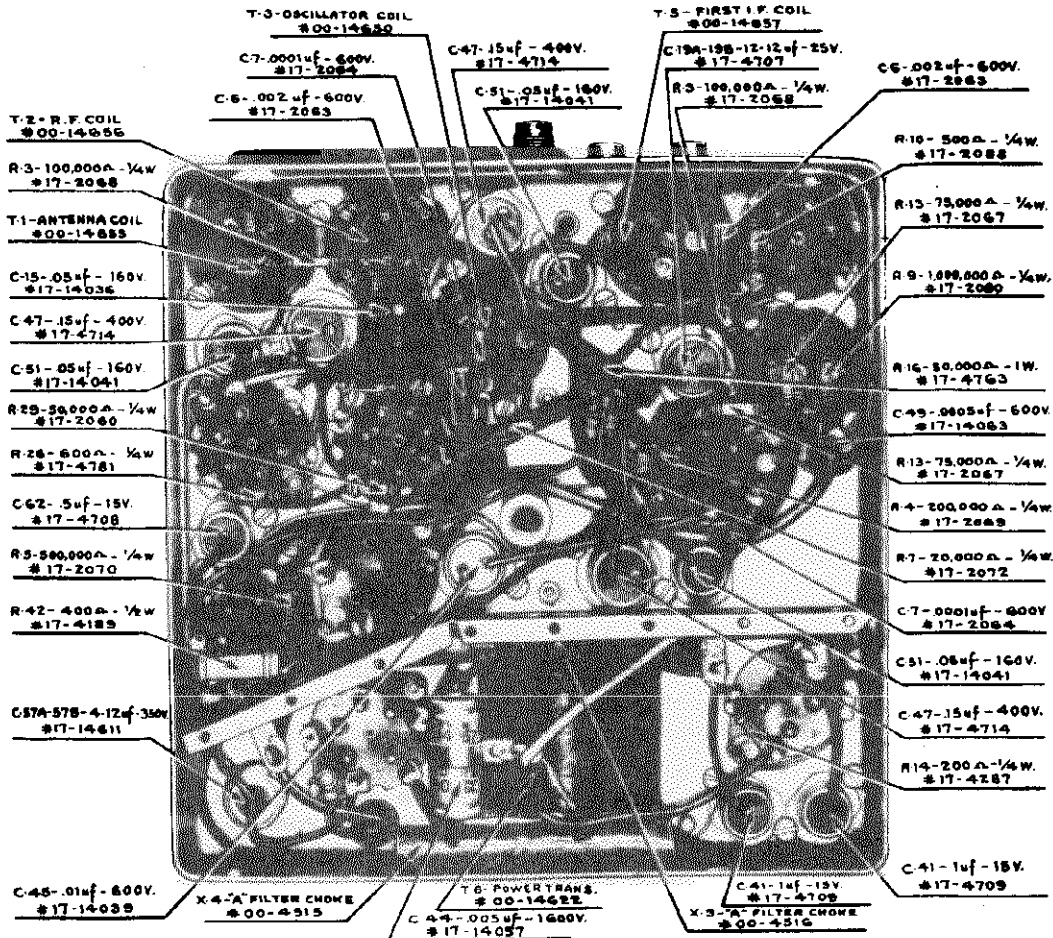 T-3-OSCILLATOR COIL
#00-14650
C-7-.0001uf-600V.
#17-2064
C-6-.002uf-600V.
#17-2063
C-47-.15uf-400V.
#17-4714
C-51-.05uf-160V.
#17-14041
T-5-FIRST I.F. COIL
#00-14657
C-19A-19B-12-12uf-25V.
#17-4707
R-3-100,000Ω-¼W.
#17-2068
C-6-.002uf-600V.
#17-2063
T-2-R.F. COIL
#00-14656
R-3-100,000Ω-¼W
#17-2068
T-1-ANTENNA COIL
#00-14655
C-15-.05uf-160V.
#17-14036
C-47-.15uf-400V.
#17-4714
C-51-.05uf-160V.
#17-14041
R-29-50,000Ω-¼W
#17-2060
R-26-600Ω-¼W
#17-4781
C-62-.5uf-15V.
#17-4708
R-5-500,000Ω-¼W
#17-2070
R-42-400Ω-½W
#17-4189
C-57A-57B-4-12uf-350V.
#17-14611
R-10-500Ω-¼W.
#17-2088
R-13-75,000Ω-¼W.
#17-2067
R-9-1,000,000Ω-¼W.
#17-2080
R-16-80,000Ω-1W.
#17-4763
C-49-.0005uf-600V.
#17-14063
R-13-75,000Ω-¼W.
#17-2067
R-4-200,000Ω-¼W.
#17-2069
R-7-20,000Ω-¼W.
#17-2072
C-7-.0001uf-600V
#17-2064
C-51-.05uf-160V.
#17-14041
C-47-.15uf-400V.
#17-4714
R-14-200Ω-¼W.
#17-4287
C-41-1uf-15V.
#17-4709
C-45-.01uf-600V.
#17-14039
X-4-"A" FILTER CHOKE
#00-4515
T-8-POWER TRANS.
#00-14622
C-44-.005uf-1600V.
#17-14057
C-41-1uf-15V.
#17-4709
X-3-"A" FILTER CHOKE
#00-4516